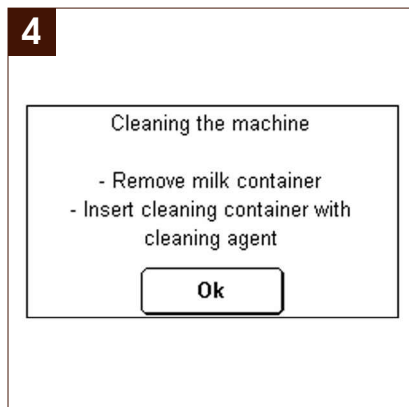 4
Cleaning the machine
- Remove milk container
- Insert cleaning container with
cleaning agent
Ok